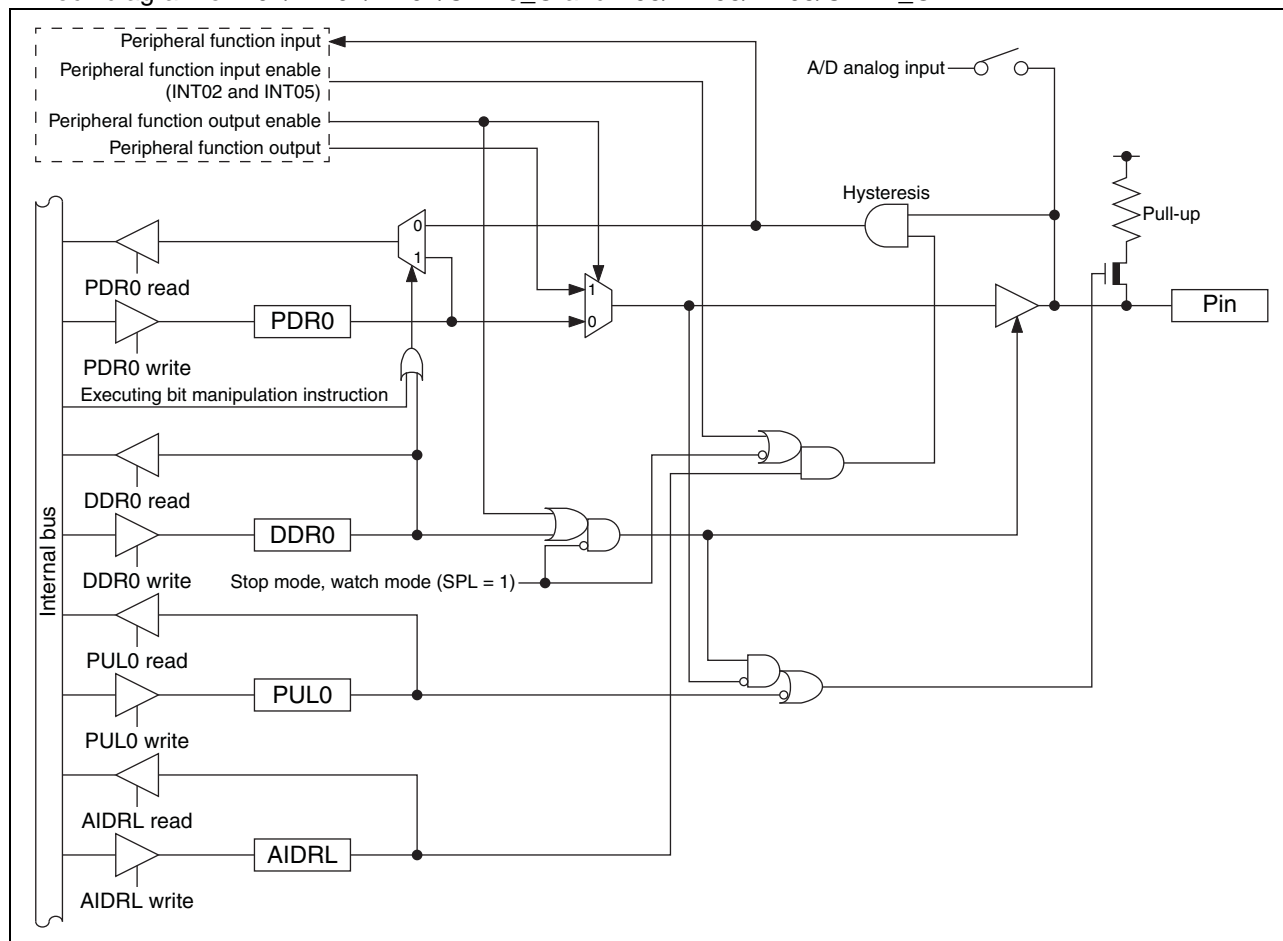 Peripheral function input
Peripheral function input enable
(INT02 and INT05)
Peripheral function output enable
Peripheral function output
A/D analog input
Hysteresis
Pull-up
0
1
PDR0 read
PDR0
1
0
Pin
PDR0 write
Executing bit manipulation instruction
DDR0 read
DDR0
DDR0 write
Stop mode, watch mode (SPL = 1)
Internal bus
PUL0 read
PUL0
PUL0 write
AIDRL read
AIDRL
AIDRL write